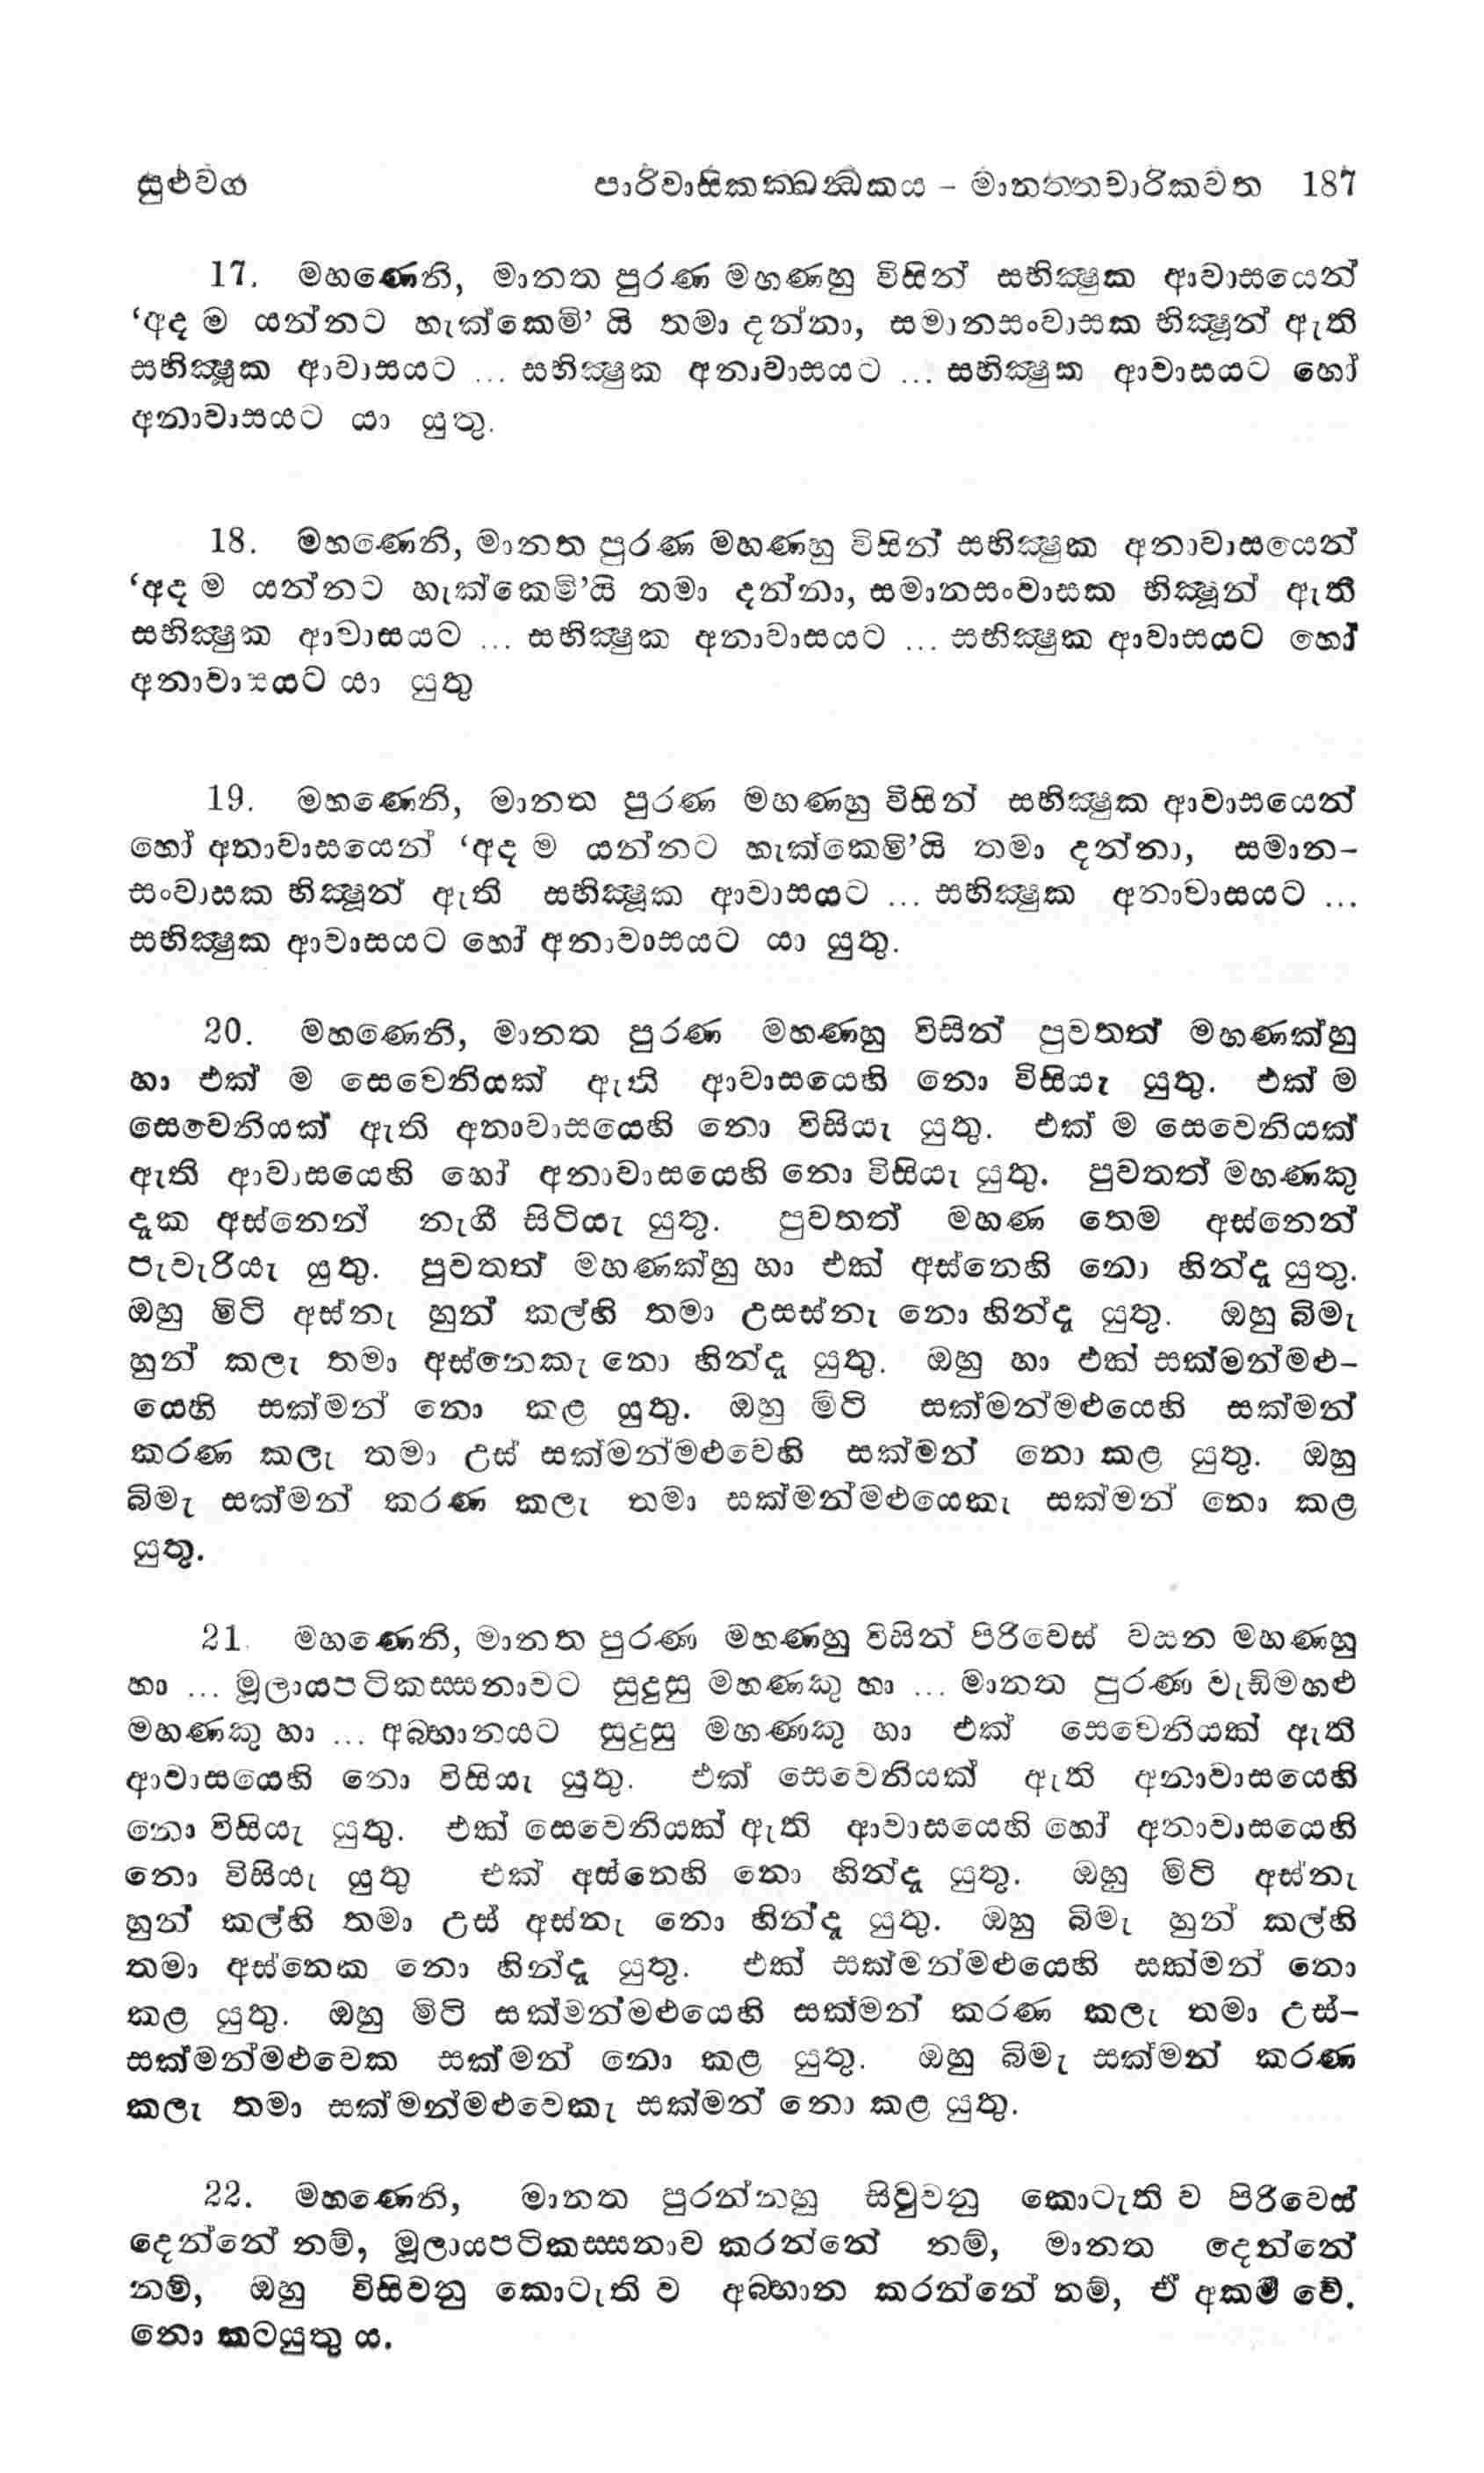 සුළුවග පාරිවාසිකක්ඛන්ධකය – මානත්තචාරිකවත 187
17. මහණෙනි, මානත පුරණ මහණහු විසින් සභික්ෂුක ආවාසයෙන්
‘අද ම යන්නට හැක්කෙමි’ යි තමා දන්නා, සමානසංවාසක භික්ෂූන් ඇති
සභික්ෂූක ආවාසයට ... සභික්ෂුක අනාවාසයට ... සභික්ෂුක ආවාසයට හෝ
අනාවාසයට යා යුතු.
18. මහණෙනි, මානත පුරණ මහණහු විසින් සභික්ෂුක අනාවාසයෙන්
‘අද ම යන්නට හැක්කෙමි’යි තමා දන්නා, සමානසංවාසක භික්ෂූන් ඇති
සභික්ෂුක ආවාසයට ... සභික්ෂුක අනාවාසයට ... සභික්ෂුක ආවාසයට හෝ
අනාවාසයට යා යුතු
19. මහණෙනි, මානත පුරණ මහණහු විසින් සභික්ෂුක ආවාසයෙන්
හෝ අනාවාසයෙන් ‘අද ම යන්නට හැක්කෙමි’යි තමා දන්නා, සමාන-
සංවාසක භික්ෂූන් ඇති සභික්ෂූක ආවාසයට ... සභික්ෂුක අනාවාසයට ...
සභික්ෂුක ආවාසයට හෝ අනාවාසයට යා යුතු.
20. මහණෙනි, මානත පුරණ මහණහු විසින් පුවතත් මහණක්හු
හා එක් ම සෙවෙනියක් ඇති ආවාසයෙහි නො විසියැ යුතු. එක් ම
සෙවෙනියක් ඇති අනාවාසයෙහි නො විසියැ යුතු. එක් ම සෙවෙනියක්
ඇති ආවාසයෙහි හෝ අනාවාසයෙහි නො විසියැ යුතු. පුවතත් මහණකු
දැක අස්නෙන් නැගී සිටියැ යුතු. පුවතත් මහණ තෙම අස්නෙන්
පැවැරියැ යුතු. පුවතත් මහණක්හු හා එක් අස්නෙහි නො හින්දැ යුතු.
ඔහු මිටි අස්නැ හුන් කල්හි තමා උසස්නැ නො හින්දැ යුතු. ඔහු බිමැ
හුන් කලැ තමා අස්නෙකැ නො හින්දැ යුතු. ඔහු හා එක් සක්මන්මළු-
යෙහි සක්මන් නො කළ යුතු. ඔහු මිටි සක්මන්මළුයෙහි සක්මන්
කරණ කලැ තමා උස් සක්මන්මළුවෙහි සක්මන් නො කළ යුතු. ඔහු
බිමැ සක්මන් කරණ කලැ තමා සක්මන්මළුයෙකැ සක්මන් නො කළ
යුතු.
21. මහණෙනි, මානත පුරණ මහණහු විසින් පිරිවෙස් වසන මහණහු
හා ... මූලායපටිකස්සනාවට සුදුසු මහණකු හා ... මානත පුරණ වැඩිමහළු
මහණකු හා ... අබ්භානයට සුදුසු මහණකු හා එක් සෙවෙනියක් ඇති
ආවාසයෙහි නො විසියැ යුතු. එක් සෙවෙනියක් ඇති අනාවාසයෙහි
නො විසියැ යුතු. එක් සෙවෙනියක් ඇති ආවාසයෙහි හෝ අනාවාසයෙහි
නො විසියැ යුතු එක් අස්නෙහි නො හින්දැ යුතු. ඔහු මිටි අස්නැ
හුන් කල්හි තමා උස් අස්නැ නො හින්දැ යුතු. ඔහු බිමැ හුන් කල්හි
තමා අස්නෙක නො හින්දැ යුතු. එක් සක්මන්මළුයෙහි සක්මන් නො
කළ යුතු. ඔහු මිටි සක්මන්මළුයෙහි සක්මන් කරණ කලැ තමා උස්-
සක්මන්මළුවෙක සක්මන් නො කළ යුතු. ඔහු බිමැ සක්මන් කරණ
කලැ තමා සක්මන්මළුවෙකැ සක්මන් නො කළ යුතු.
22. මහණෙනි, මානත පුරන්නහු සිවුවනු කොටැති ව පිරිවෙස්
දෙන්නේ නම්, මූලායපටිකස්සනාව කරන්නේ නම්, මානත දෙන්නේ
නම්, ඔහු විසිවනු කොටැති ව අබ්භාන කරන්නේ නම්, ඒ අකර්ම වේ.
නො කටයුතු ය.